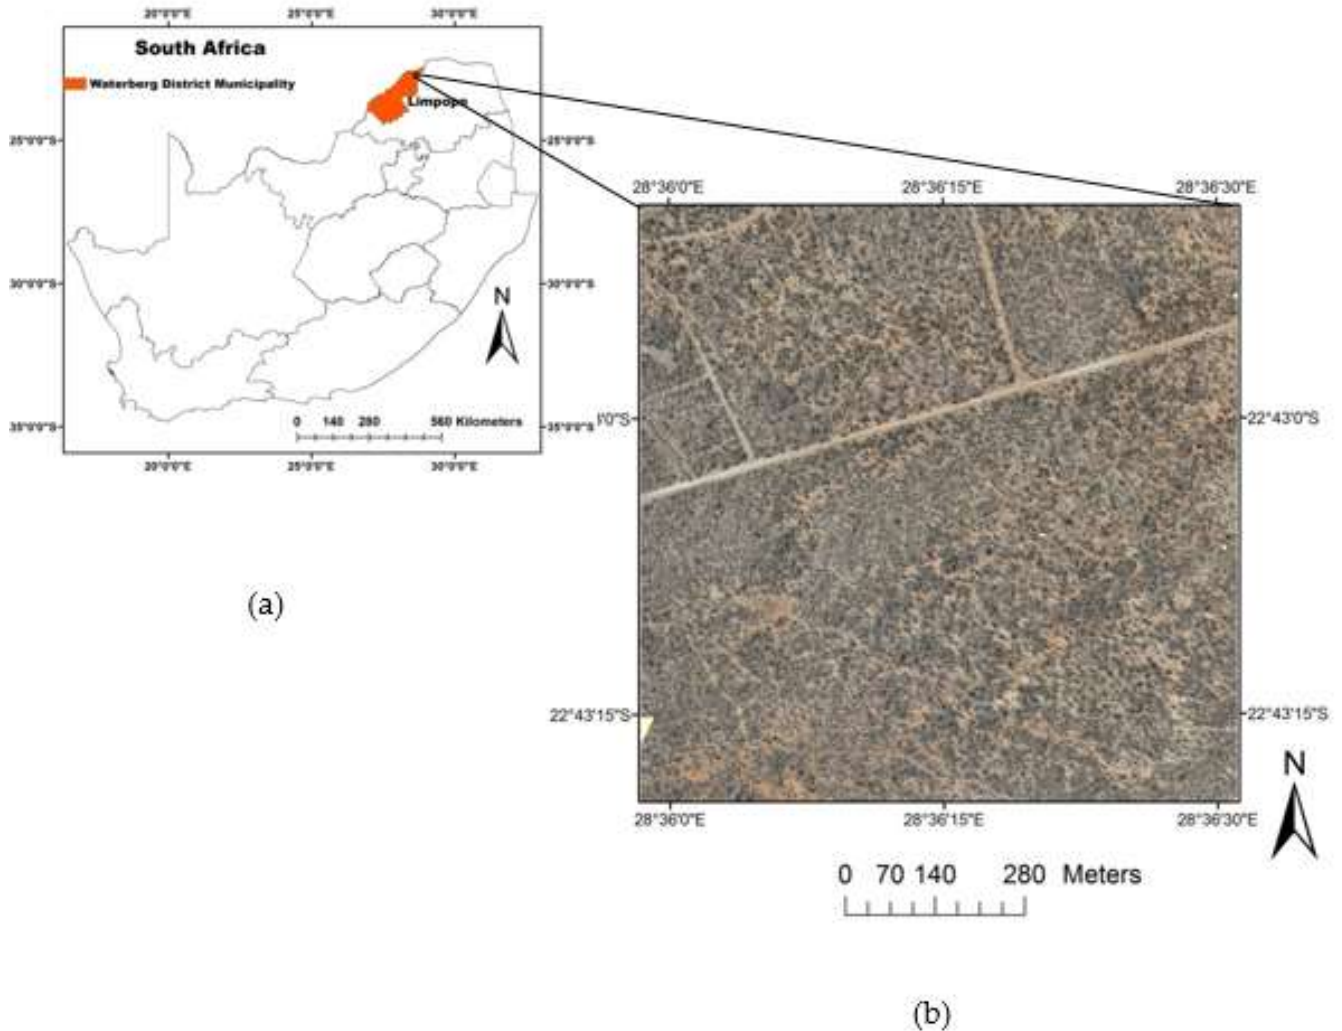 20°0'0"E 25°0'0"E 30°0'0"E
South Africa
Waterberg District Municipality
Limpopo
25°0'0"S 25°0'0"S
30°0'0"S 30°0'0"S
N
0 140 280 560 Kilometers
35°0'0"S 35°0'0"S
20°0'0"E 25°0'0"E 30°0'0"E
(a)
28°36'0"E 28°36'15"E 28°36'30"E
'0"S 22°43'0"S
22°43'15"S 22°43'15"S
N
28°36'0"E 28°36'15"E 28°36'30"E
0 70 140 280 Meters
(b)